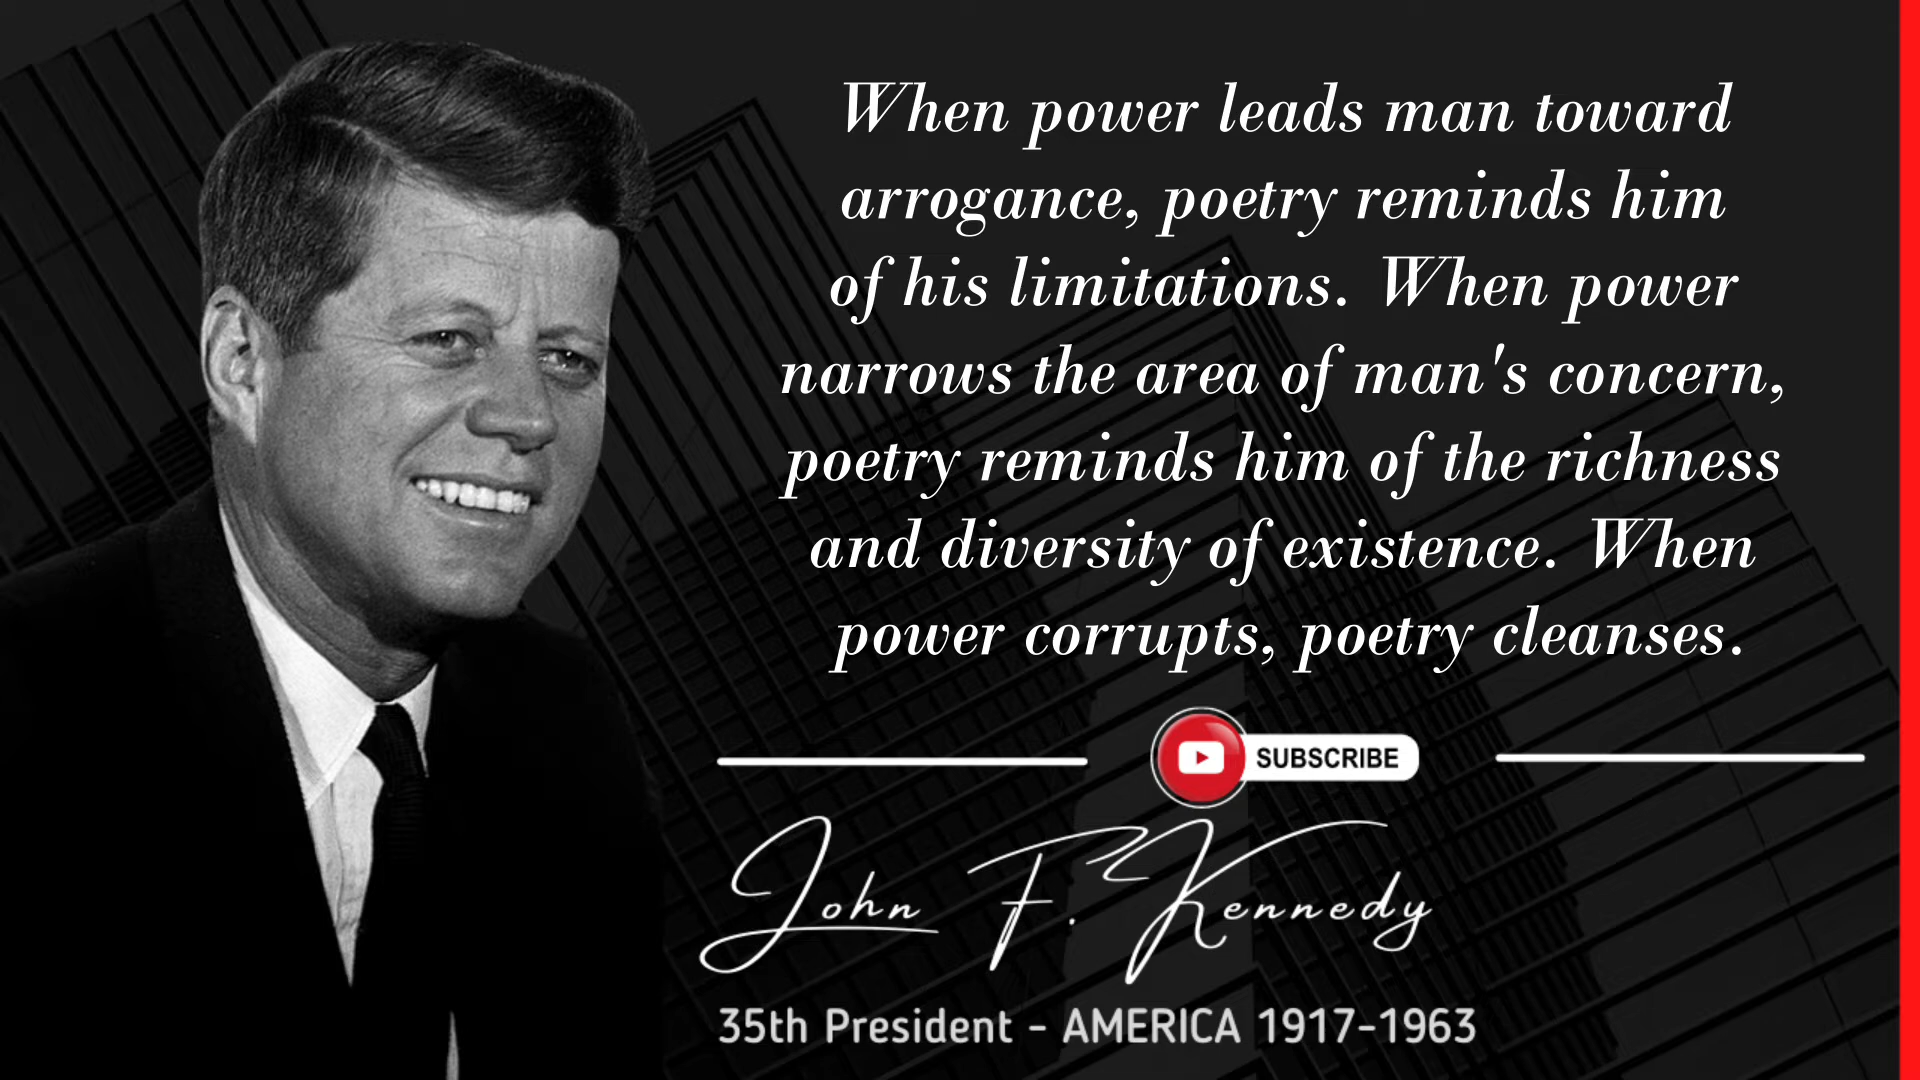 When power leads man toward
arrogance, poetry reminds him
of his limitations. When power
narrows the area of man's concern,
poetry reminds him of the richness
and diversity of existence. When
power corrupts, poetry cleanses.
SUBSCRIBE
John F. Kennedy
35th President - AMERICA 1917-1963